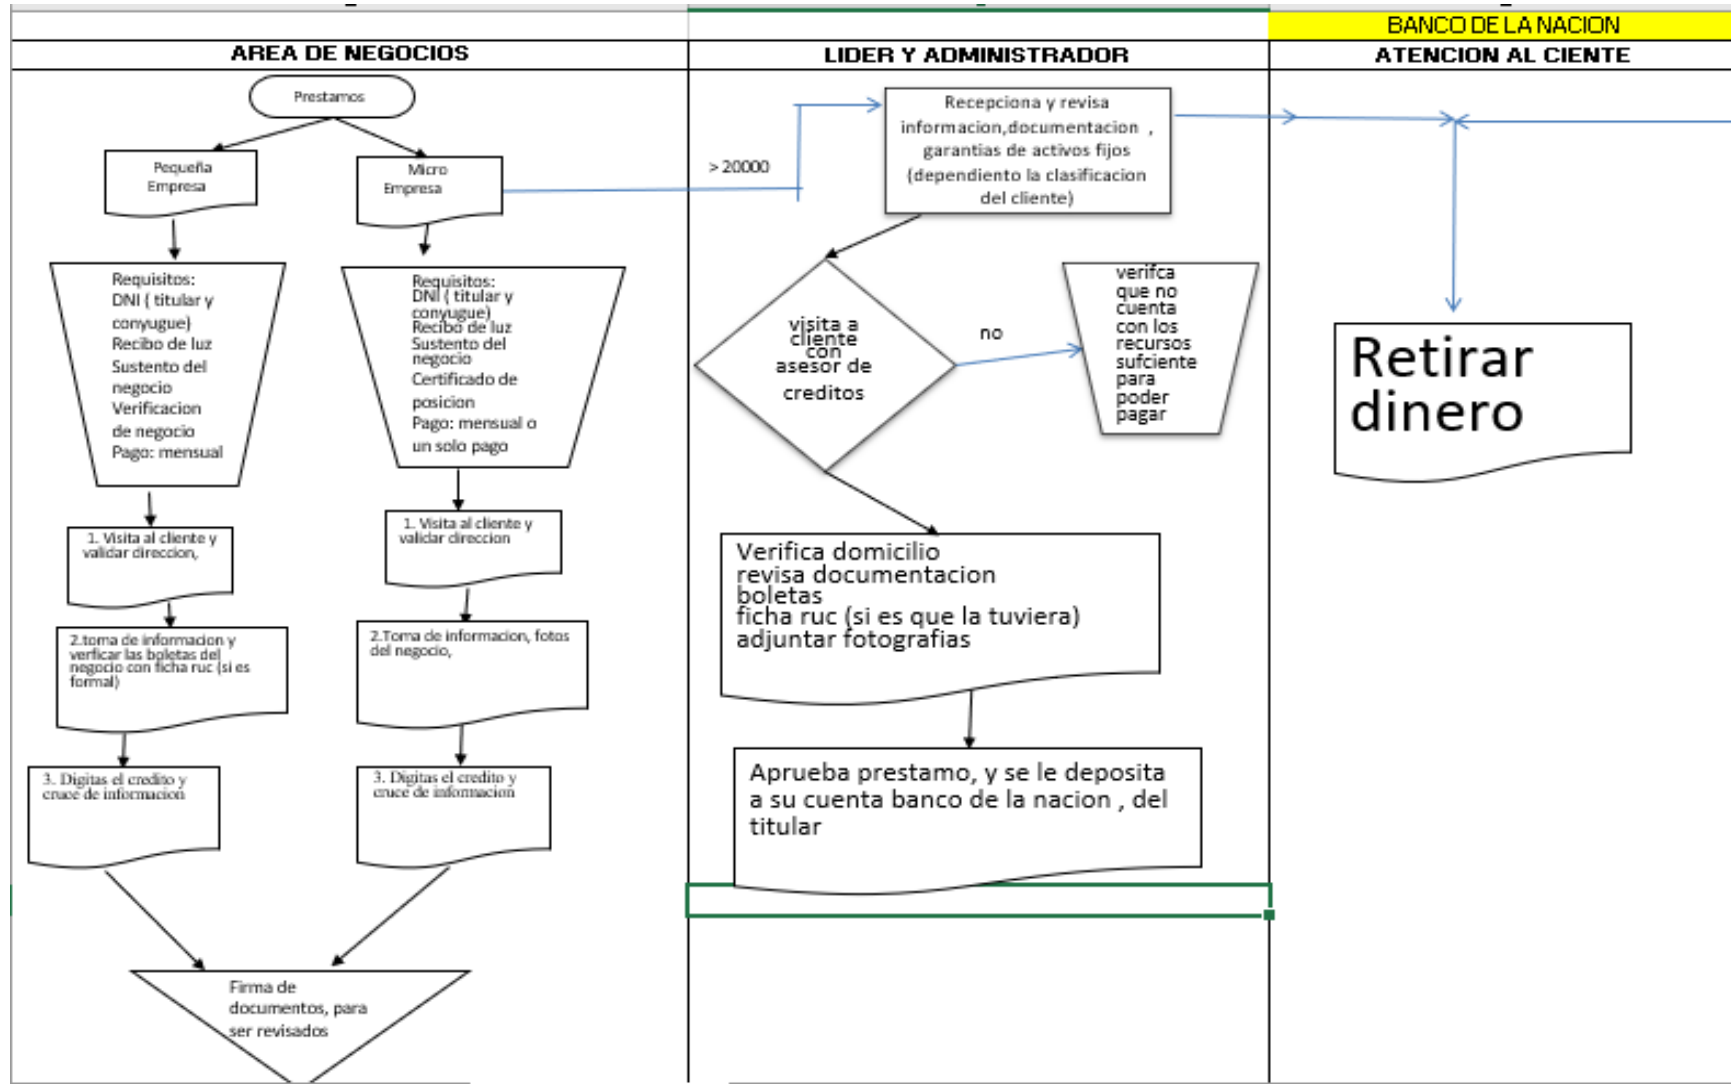 BANCO DE LA NACION
AREA DE NEGOCIOS
LIDER Y ADMINISTRADOR
ATENCION AL CIENTE
Prestamos
Pequeña
Empresa
Micro
Empresa
Requisitos:
DNI ( titular y
conyugue)
Recibo de luz
Sustento del
negocio
Verificacion
de negocio
Pago: mensual
Requisitos:
DNI ( titular y
conyugue)
Recibo de luz
Sustento del
negocio
Certificado de
posicion
Pago: mensual o
un solo pago
1. Visita al cliente y
validar direccion,
1. Visita al cliente y
validar direccion
2.toma de informacion y
verficar las boletas del
negocio con ficha ruc (si es
formal)
2.Toma de informacion, fotos
del negocio,
3. Digitas el credito y
cruce de informacion
3. Digitas el credito y
cruce de informacion
Firma de
documentos, para
ser revisados
> 20000
Recepciona y revisa
informacion,documentacion ,
garantias de activos fijos
(dependiento la clasificacion
del cliente)
visita a
cliente
con
asesor de
creditos
no
verifca
que no
cuenta
con los
recursos
sufciente
para
poder
pagar
Verifica domicilio
revisa documentacion
boletas
ficha ruc (si es que la tuviera)
adjuntar fotografias
Aprueba prestamo, y se le deposita
a su cuenta banco de la nacion , del
titular
Retirar
dinero